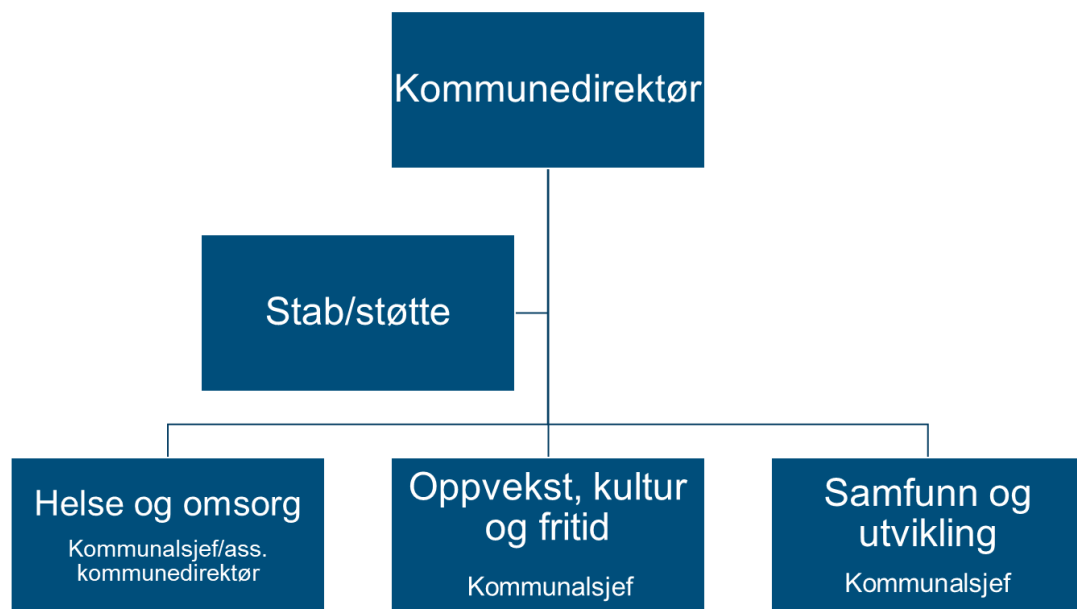 Kommunedirektør
Stab/støtte
Helse og omsorg
Kommunalsjef/ass.
kommunedirektør
Oppvekst, kultur
og fritid
Kommunalsjef
Samfunn og
utvikling
Kommunalsjef